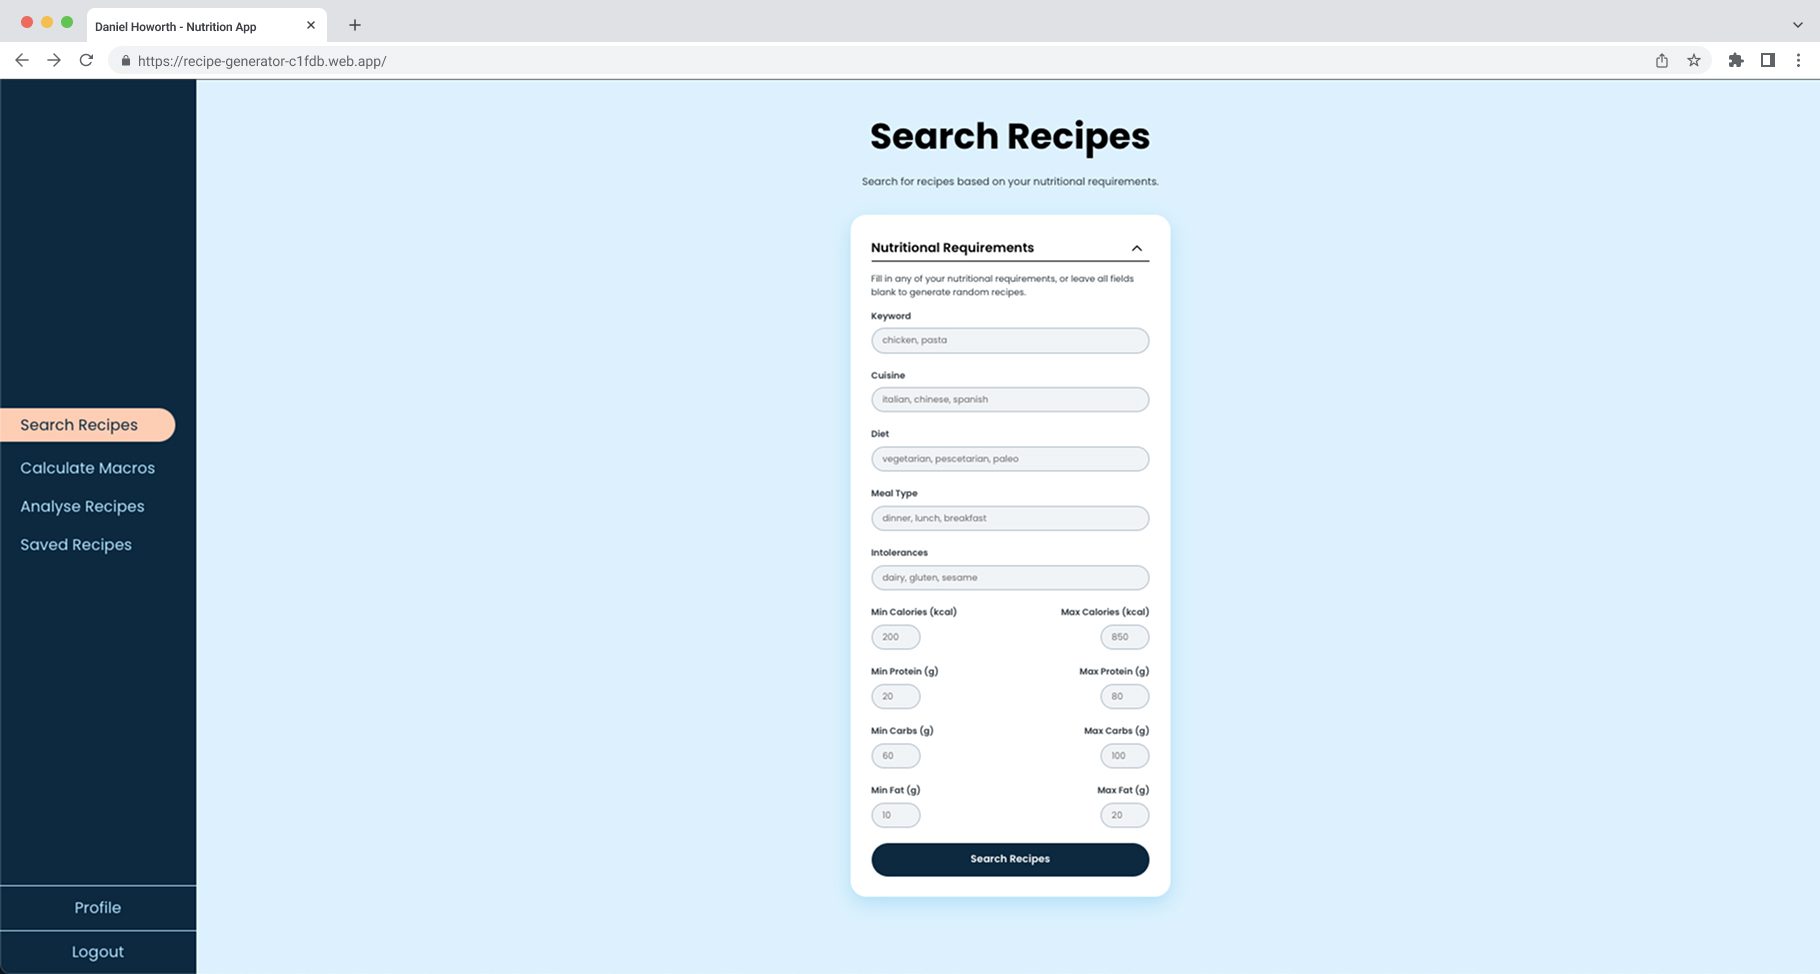 Daniel Howorth - Nutrition App
https://recipe-generator-c1fdb.web.app/
Search Recipes
Calculate Macros
Analyse Recipes
Saved Recipes
Profile
Logout
Search Recipes
Search for recipes based on your nutritional requirements.
Nutritional Requirements
Fill in any of your nutritional requirements, or leave all fields
blank to generate random recipes.
Keyword
chicken, pasta
Cuisine
italian, chinese, spanish
Diet
vegetarian, pescetarian, paleo
Meal Type
dinner, lunch, breakfast
Intolerances
dairy, gluten, sesame
Min Calories (kcal) Max Calories (kcal)
200 850
Min Protein (g) Max Protein (g)
20 80
Min Carbs (g) Max Carbs (g)
60 100
Min Fat (g) Max Fat (g)
10 20
Search Recipes